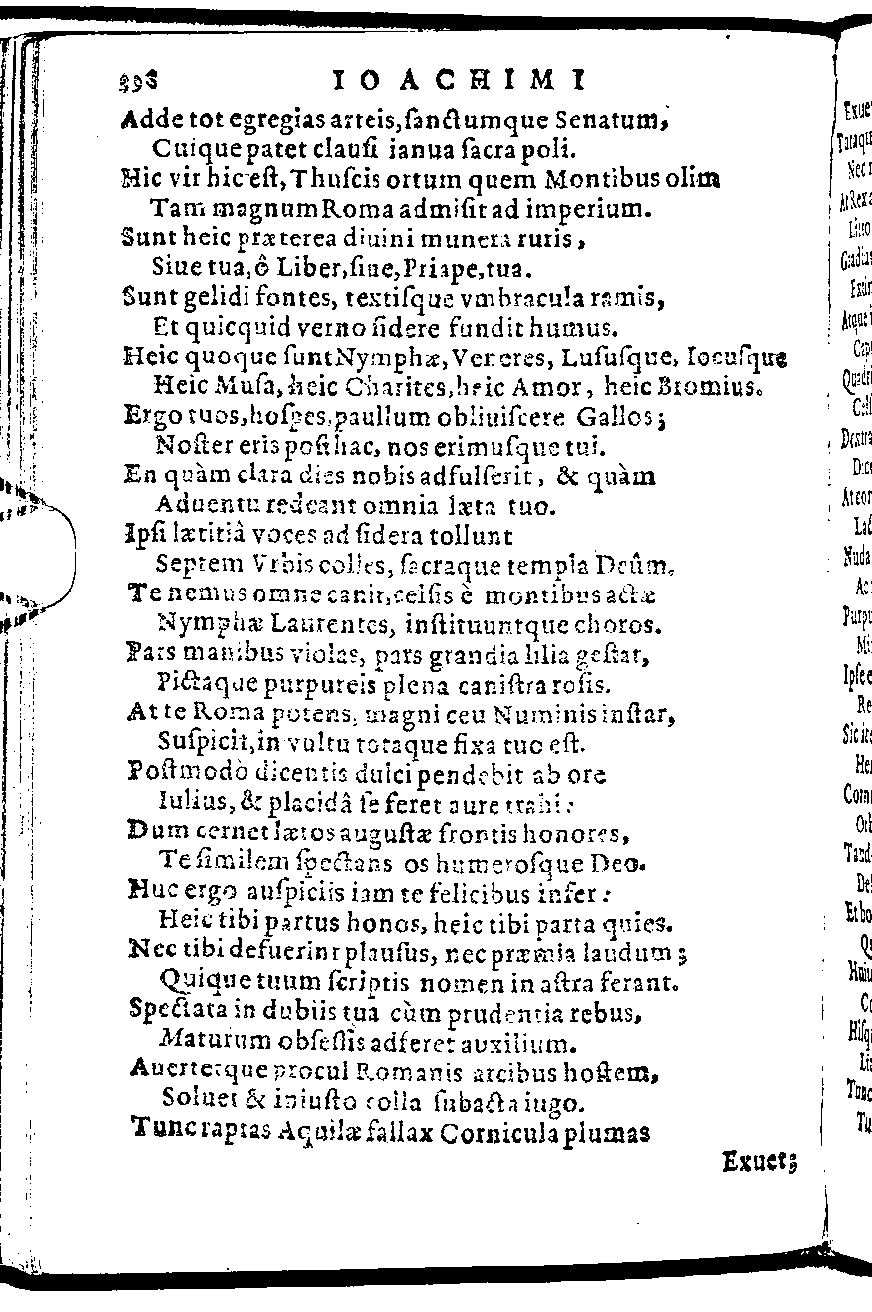 398 IOACHIMI
Adde tot egregias arteis, ſanctumque Senatum,
Cuique patet clauſi ianua ſacra poli.
Hic vir hic eſt, Thuſcis ortum quem Montibus olim
Tam magnum Roma admiſit ad imperium.
Sunt heic præterea diuini munera ruris,
Siue tua, ô Liber, ſiue, Priape, tua.
Sunt gelidi fontes, textiſque vmbracula ramis,
Et quicquid verno ſidere fundit humus.
Heic quoque ſunt Nymphæ, Veneres, Luſuſque, Iocuſque
Heic Muſa, heic Charites, heic Amor, heic Bromius.
Ergo tuos, hoſpes, paullum obliuiſcere Gallos;
Noſter eris poſthac, nos erimuſque tui.
En quàm clara dies nobis adfulſerit, & quàm
Aduentu redeant omnia læta tuo.
Ipſi lætitiâ voces ad ſidera tollunt
Septem Vrbis colles, ſacraque templa Deûm.
Te nemus omne canit, celſis è montibus actæ
Nymphæ Laurentes, inſtituuntque choros.
Pars manibus violas, pars grandia lilia geſtat,
Pictaque purpureis plena caniſtra roſis.
At te Roma potens, magni ceu Numinis inſtar,
Suſpicit, in vultu totaque fixa tuo eſt.
Poſtmodò dicentis dulci pendebit ab ore
Iulius, & placidâ ſe feret aure trahi:
Dum cernet lætos auguſtæ frontis honores,
Te ſimilem ſpectans os humeroſque Deo.
Huc ergo auſpiciis iam te felicibus infer:
Heic tibi partus honos, heic tibi parta quies.
Nec tibi defuerint plauſus, nec præmia laudum;
Quique tuum ſcriptis nomen in aſtra ferant.
Spectata in dubiis tua cùm prudentia rebus,
Maturum obſeſſis adferet auxilium.
Auertetque procul Romanis arcibus hoſtem,
Soluet & iniuſto colla ſubacta iugo.
Tunc raptas Aquilæ fallax Cornicula plumas
Exuet;